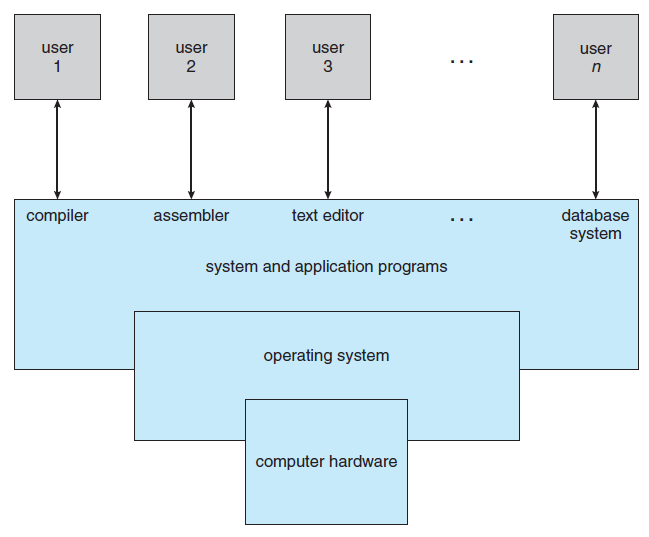 user
1
user
2
user
3
. . .
user
n
compiler
assembler
text editor
. . .
database
system
system and application programs
operating system
computer hardware